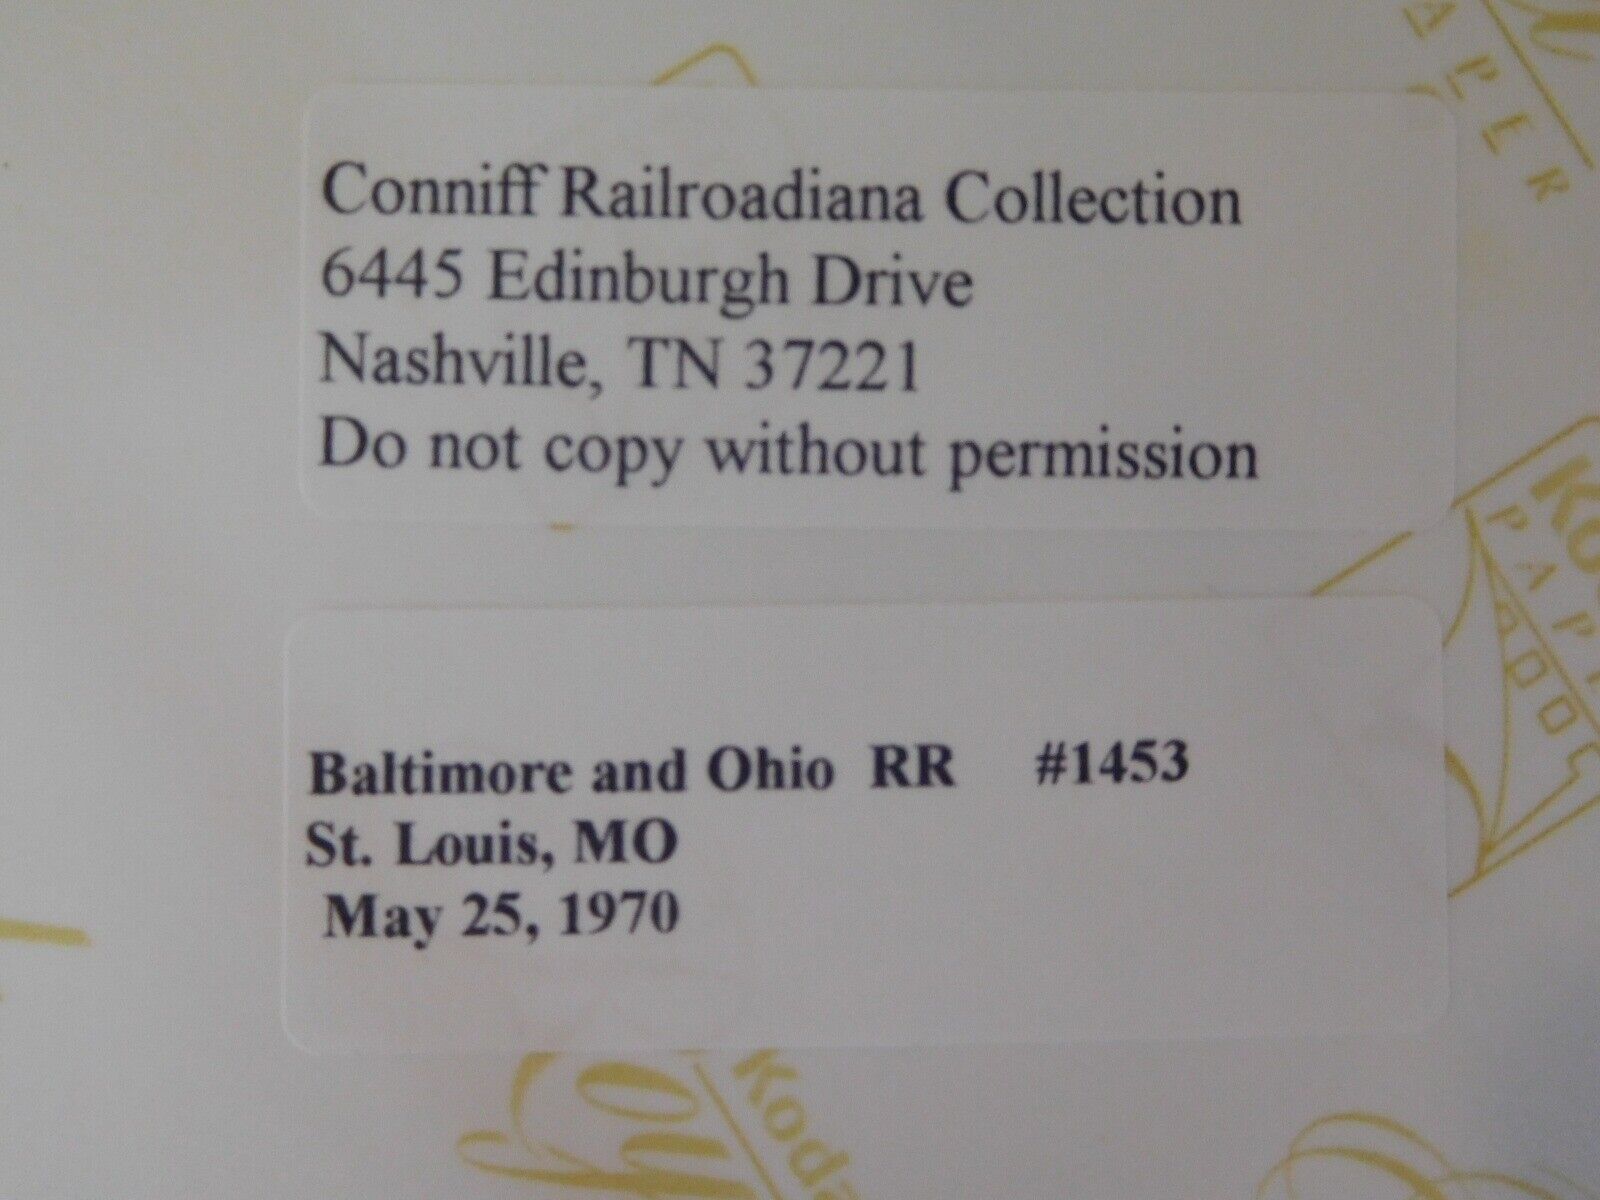 APER
Conniff Railroadiana Collection
6445 Edinburgh Drive
Nashville, TN 37221
Do not copy without permission
Baltimore and Ohio RR #1453
St. Louis, MO
May 25, 1970